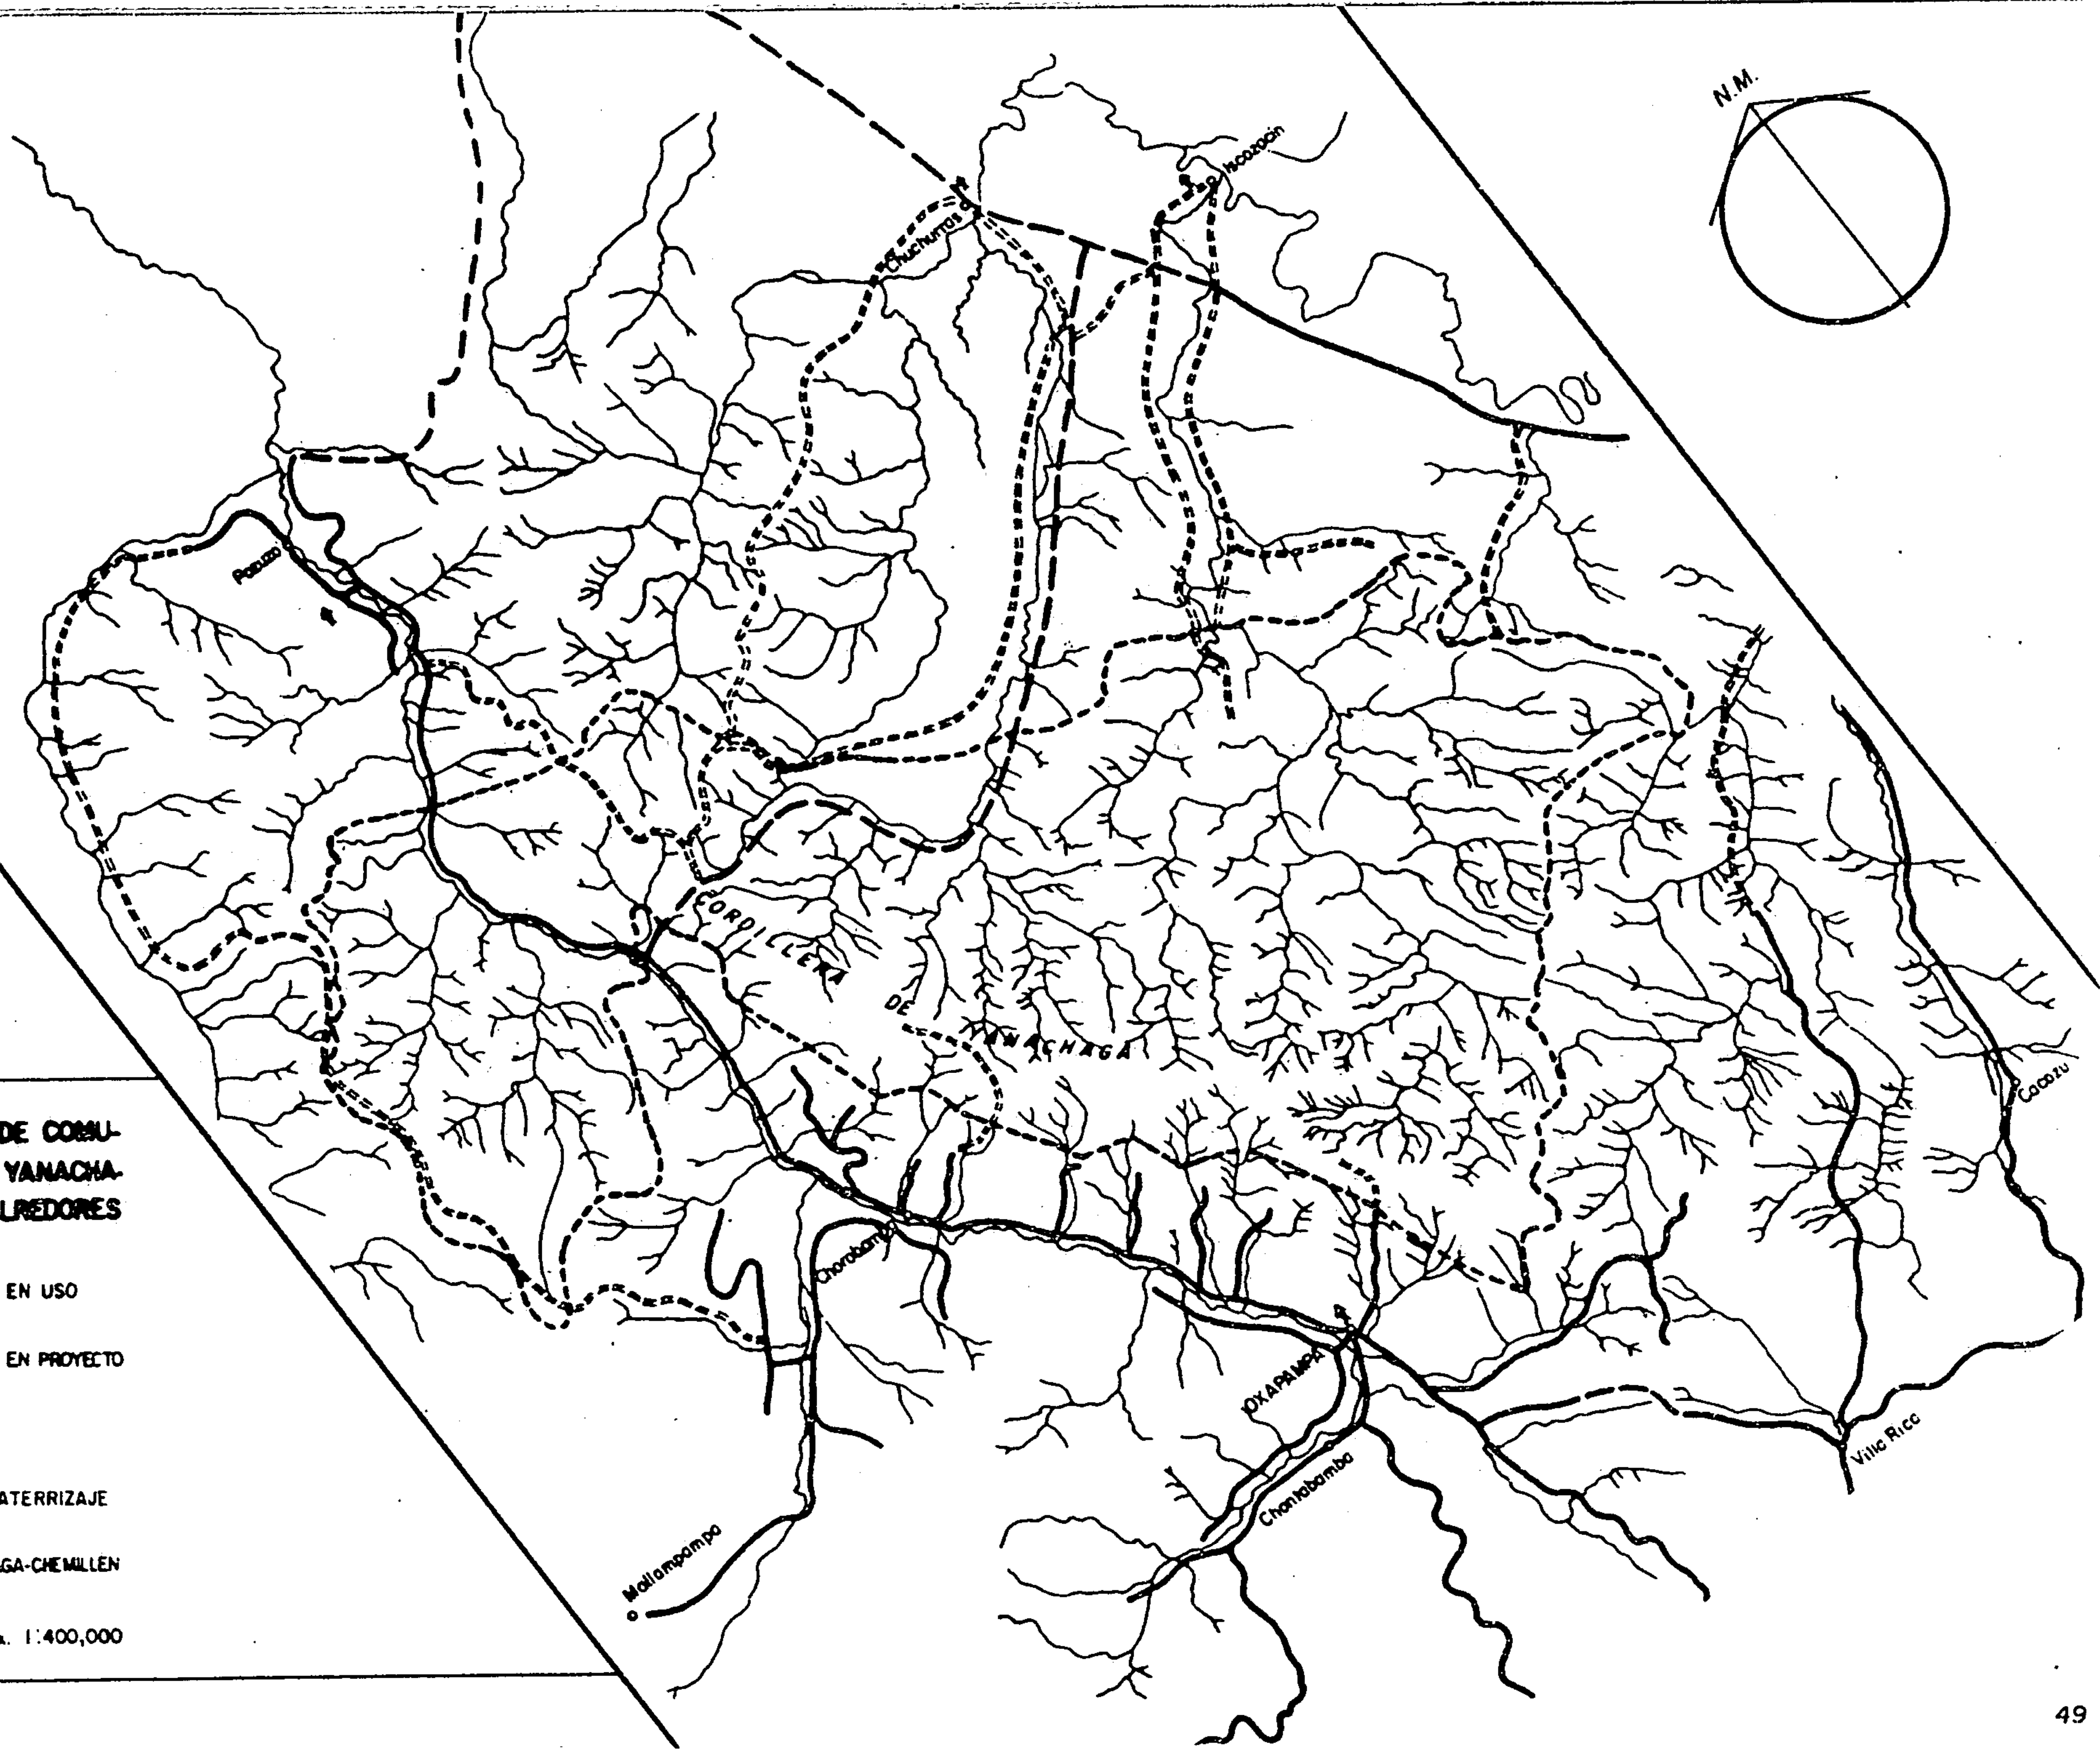 N.M.
Iscozacin
Chuchurras
Pozuzo
CORDILLERA
DE
YANACHAGA
Cacazu
DE COMU-
YANACHA-
LREDORES
EN USO
EN PROYECTO
ATERRIZAJE
GA-CHEMILLEN
1:400,000
Chorobamba
OXAPAMPA
Chontabamba
Villa Rica
Mallampampa
49